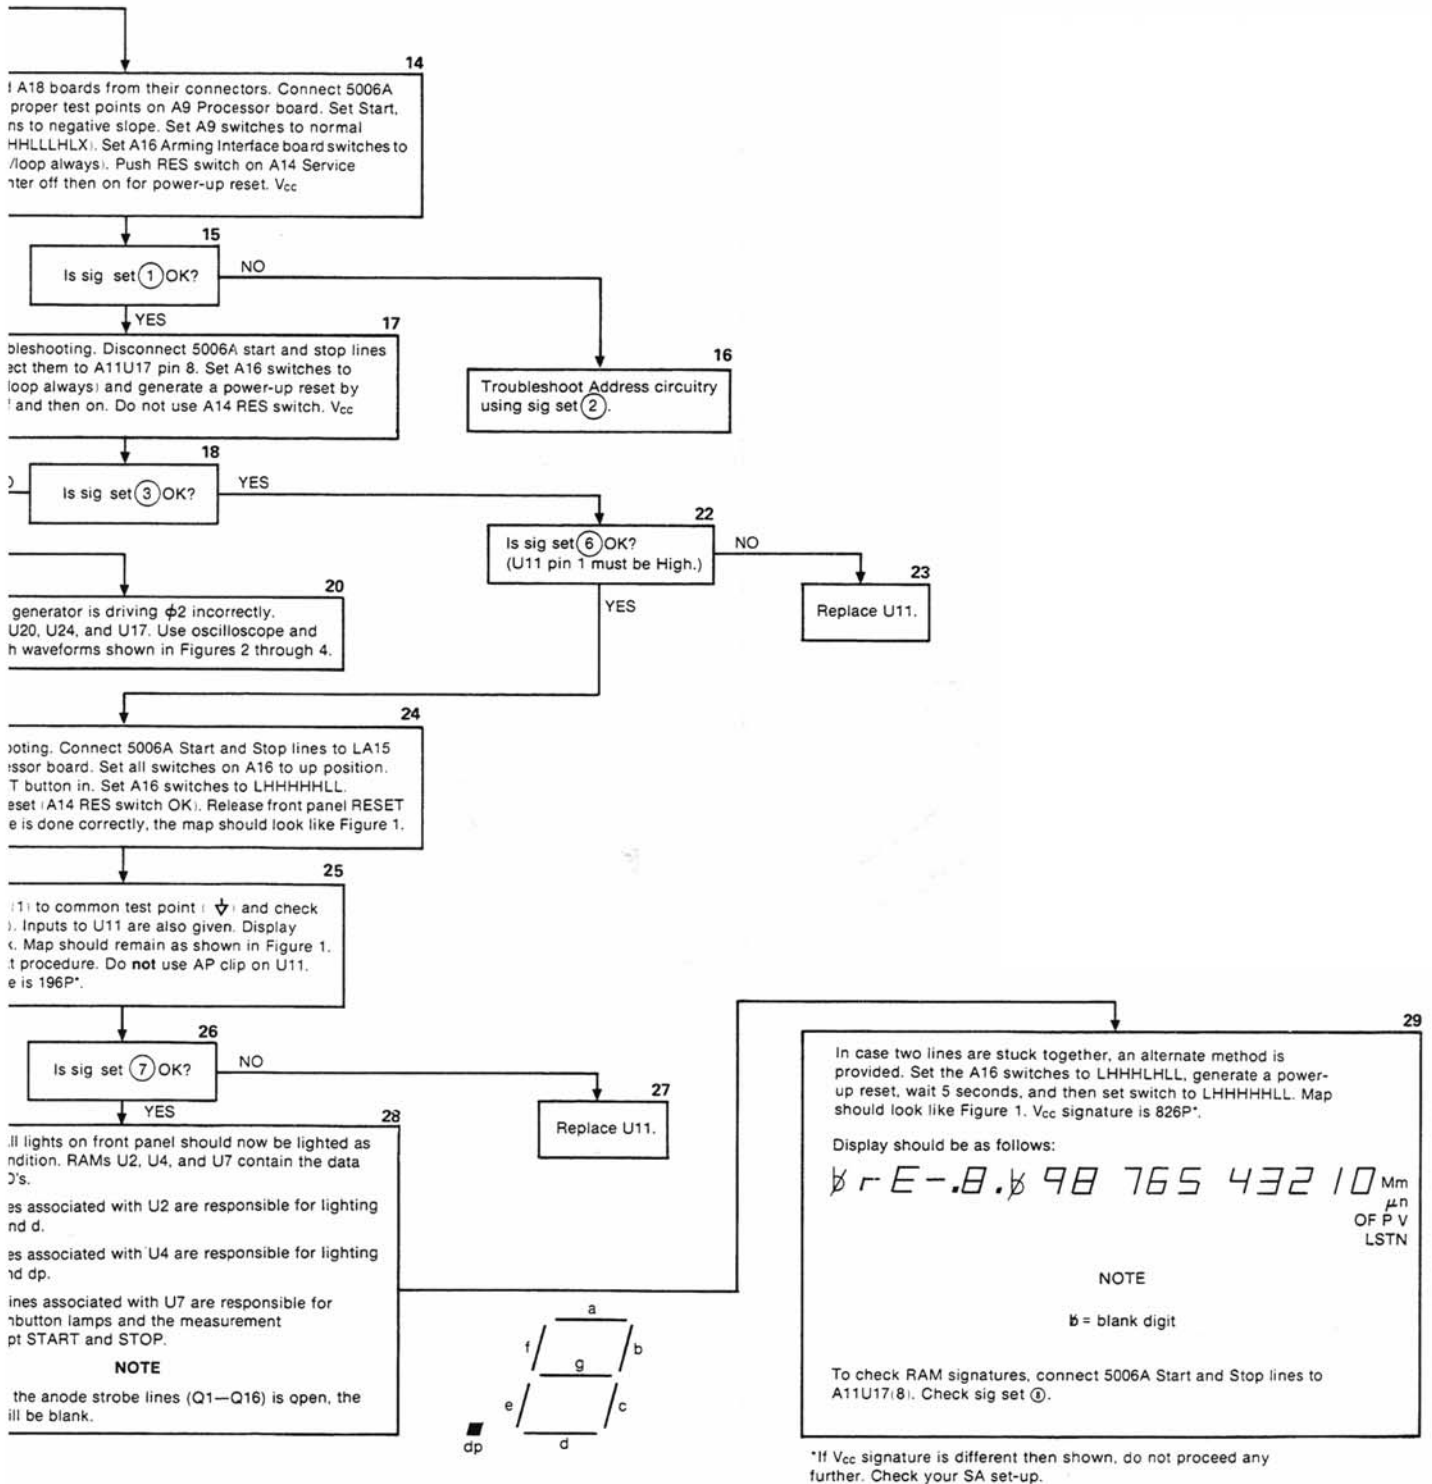 14
A18 boards from their connectors. Connect 5006A
proper test points on A9 Processor board. Set Start,
ns to negative slope. Set A9 switches to normal
HHLLLHLX). Set A16 Arming Interface board switches to
/loop always). Push RES switch on A14 Service
nter off then on for power-up reset. Vcc
15
Is sig set ① OK?
NO
YES
17
bleshooting. Disconnect 5006A start and stop lines
ect them to A11U17 pin 8. Set A16 switches to
loop always) and generate a power-up reset by
and then on. Do not use A14 RES switch. Vcc
16
Troubleshoot Address circuitry
using sig set ②.
18
Is sig set ③ OK?
YES
22
Is sig set ⑥ OK?
(U11 pin 1 must be High.)
NO
YES
23
Replace U11.
20
generator is driving ϕ2 incorrectly.
U20, U24, and U17. Use oscilloscope and
h waveforms shown in Figures 2 through 4.
24
ooting. Connect 5006A Start and Stop lines to LA15
essor board. Set all switches on A16 to up position.
T button in. Set A16 switches to LHHHHHLL.
eset (A14 RES switch OK). Release front panel RESET
e is done correctly, the map should look like Figure 1.
25
(1) to common test point ( ) and check
). Inputs to U11 are also given. Display
k. Map should remain as shown in Figure 1.
t procedure. Do not use AP clip on U11.
e is 196P*.
26
Is sig set ⑦ OK?
NO
YES
27
Replace U11.
28
ll lights on front panel should now be lighted as
ndition. RAMs U2, U4, and U7 contain the data
0's.
es associated with U2 are responsible for lighting
nd d.
es associated with U4 are responsible for lighting
nd dp.
ines associated with U7 are responsible for
hbutton lamps and the measurement
pt START and STOP.
NOTE
the anode strobe lines (Q1—Q16) is open, the
ill be blank.
a
f
b
g
e
c
d
dp
29
In case two lines are stuck together, an alternate method is
provided. Set the A16 switches to LHHHLHLL, generate a power-
up reset, wait 5 seconds, and then set switch to LHHHHHLL. Map
should look like Figure 1. Vcc signature is 826P*.
Display should be as follows:
b̸ r E -.8.b̸ 98 765 43210 Mm
μn
OF P V
LSTN
NOTE
b̸ = blank digit
To check RAM signatures, connect 5006A Start and Stop lines to
A11U17(8). Check sig set ⑧.
*If Vcc signature is different then shown, do not proceed any
further. Check your SA set-up.